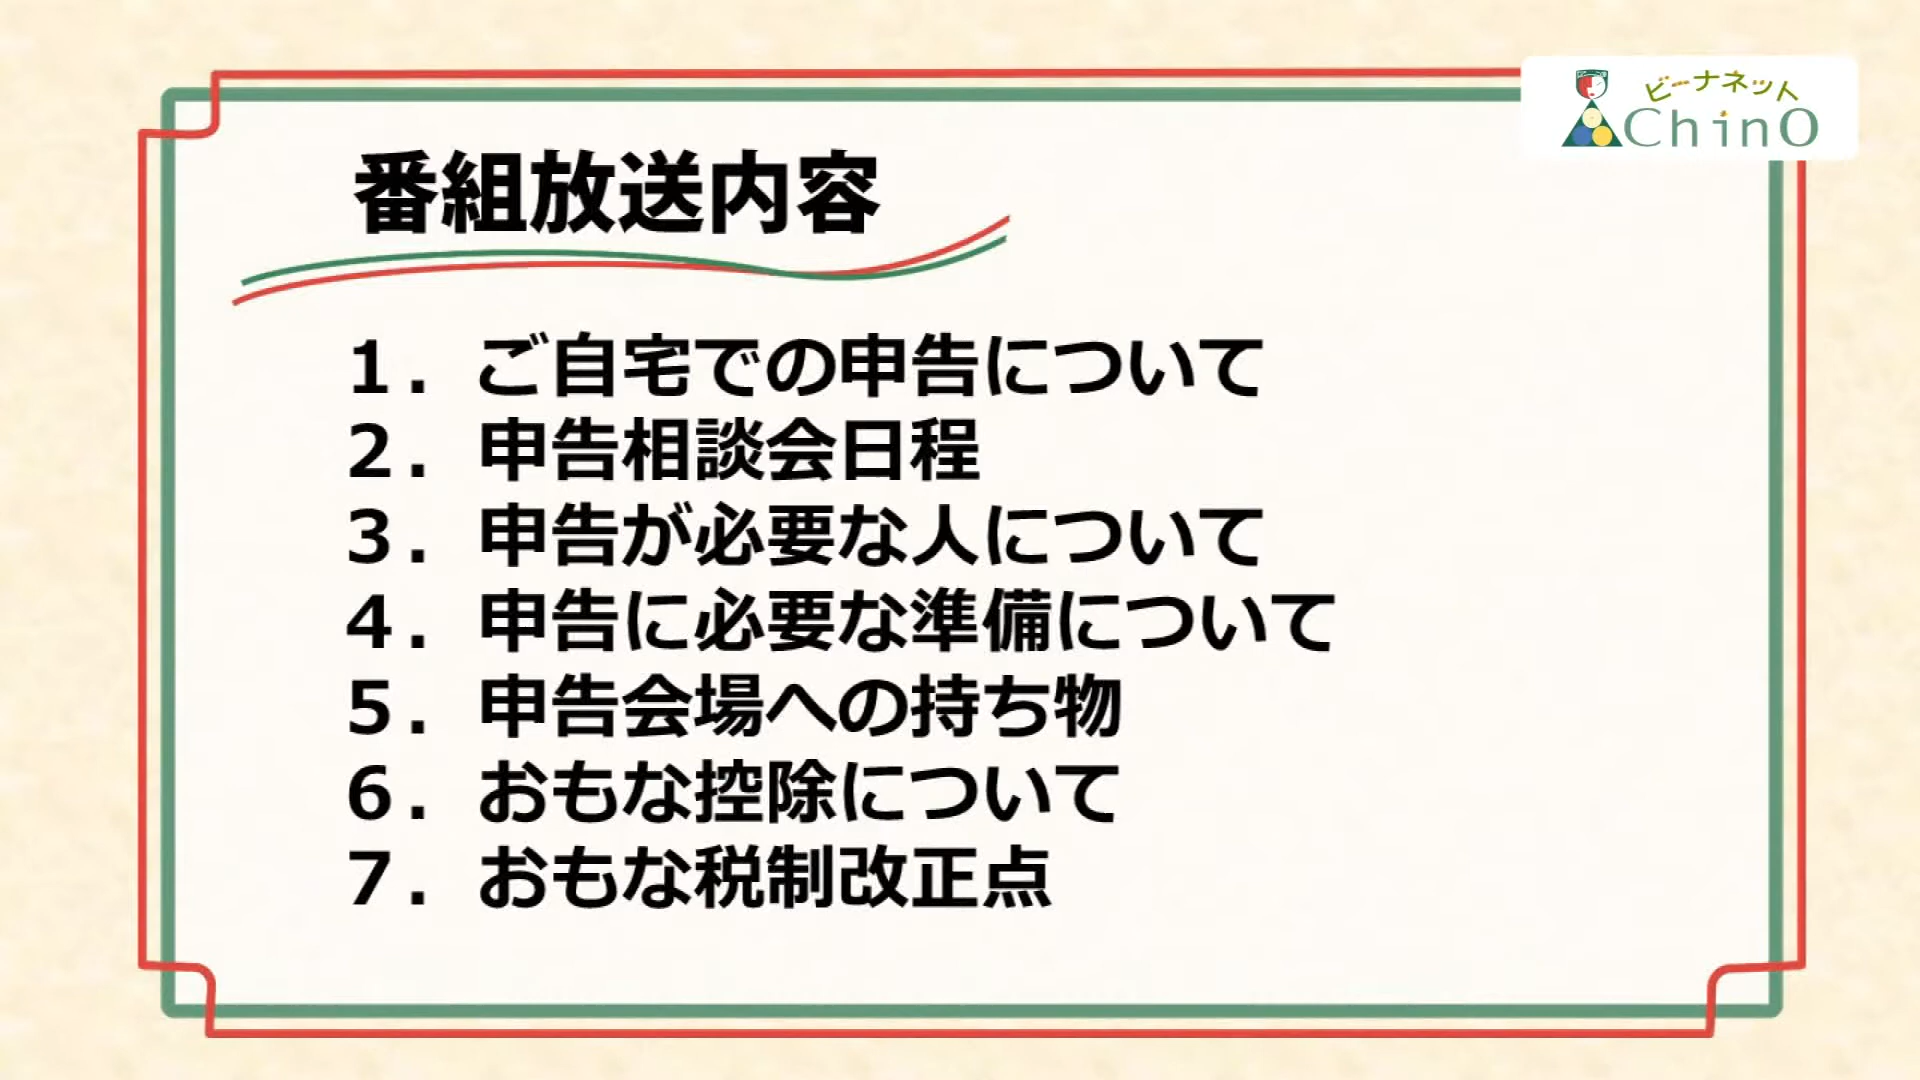 ビーナネット
ChinO
番組放送内容
１．ご自宅での申告について
２．申告相談会日程
３．申告が必要な人について
４．申告に必要な準備について
５．申告会場への持ち物
６．おもな控除について
７．おもな税制改正点